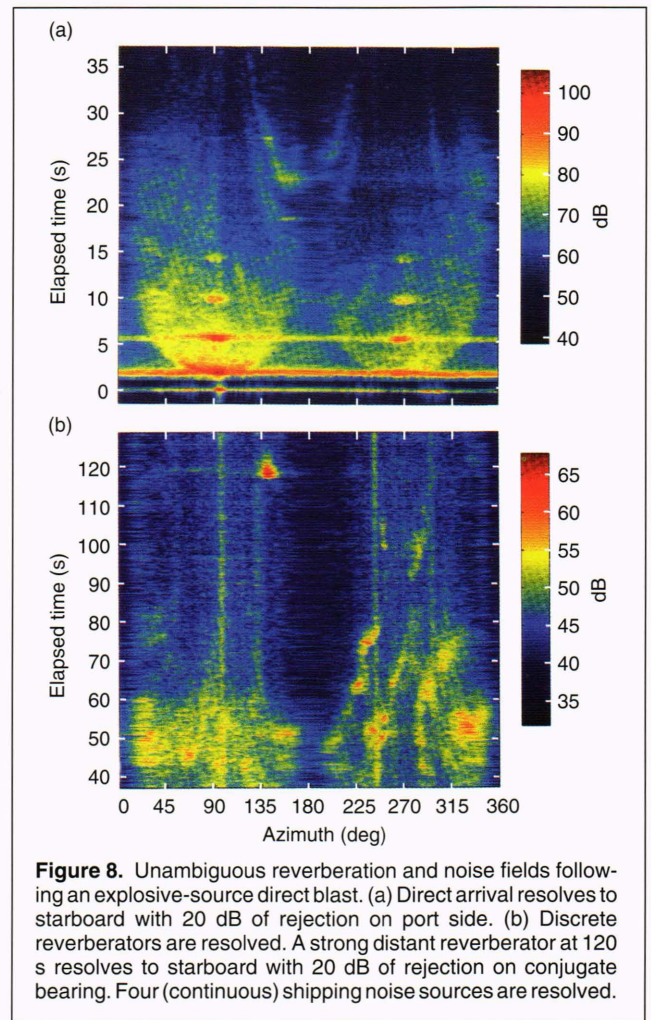 (a)
35
30
25
20
15
10
5
0
Elapsed time (s)
100
90
80
70
60
50
40
dB
(b)
120
110
100
90
80
70
60
50
40
Elapsed time (s)
65
60
55
50
45
40
35
dB
0 45 90 135 180 225 270 315 360
Azimuth (deg)
Figure 8. Unambiguous reverberation and noise fields follow-
ing an explosive-source direct blast. (a) Direct arrival resolves to
starboard with 20 dB of rejection on port side. (b) Discrete
reverberators are resolved. A strong distant reverberator at 120
s resolves to starboard with 20 dB of rejection on conjugate
bearing. Four (continuous) shipping noise sources are resolved.